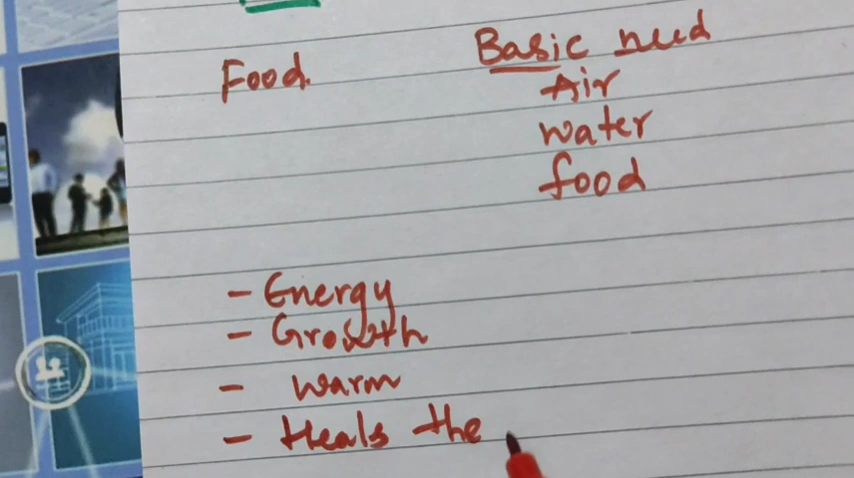 Food.
Basic need
Air
water
food
- Energy
- Growth
- warm
- Heals the